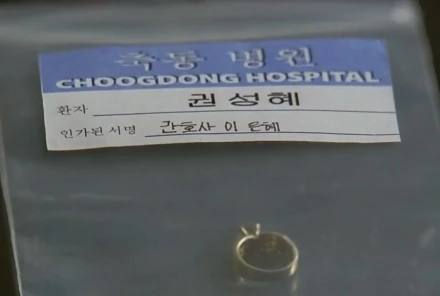 축동 병원
CHOOGDONG HOSPITAL
환자 권성혜
인가된 서명 간호사 이 은혜